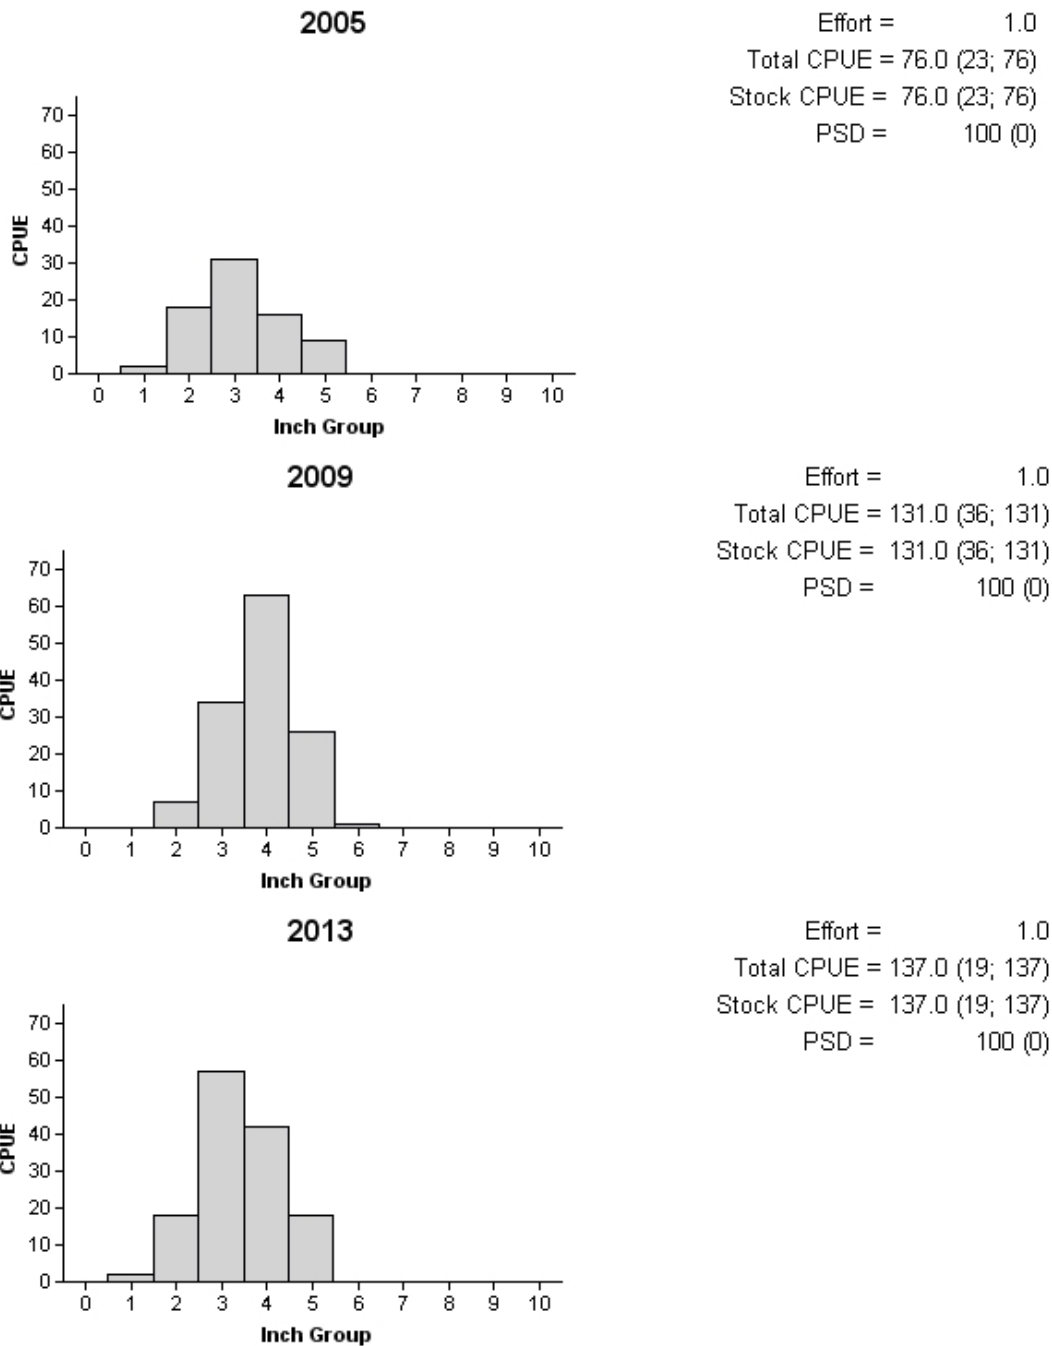 2005
Effort = 1.0
Total CPUE = 76.0 (23; 76)
Stock CPUE = 76.0 (23; 76)
PSD = 100 (0)
70
60
50
40
30
20
10
0
CPUE
0 1 2 3 4 5 6 7 8 9 10
Inch Group
2009
Effort = 1.0
Total CPUE = 131.0 (36; 131)
Stock CPUE = 131.0 (36; 131)
PSD = 100 (0)
70
60
50
40
30
20
10
0
CPUE
0 1 2 3 4 5 6 7 8 9 10
Inch Group
2013
Effort = 1.0
Total CPUE = 137.0 (19; 137)
Stock CPUE = 137.0 (19; 137)
PSD = 100 (0)
70
60
50
40
30
20
10
0
CPUE
0 1 2 3 4 5 6 7 8 9 10
Inch Group